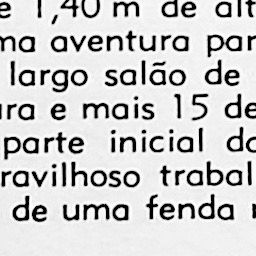 e 1,40 m de alt
ma aventura par
largo salão de
ra e mais 15 de
parte inicial do
ravilhoso trabal
de uma fenda